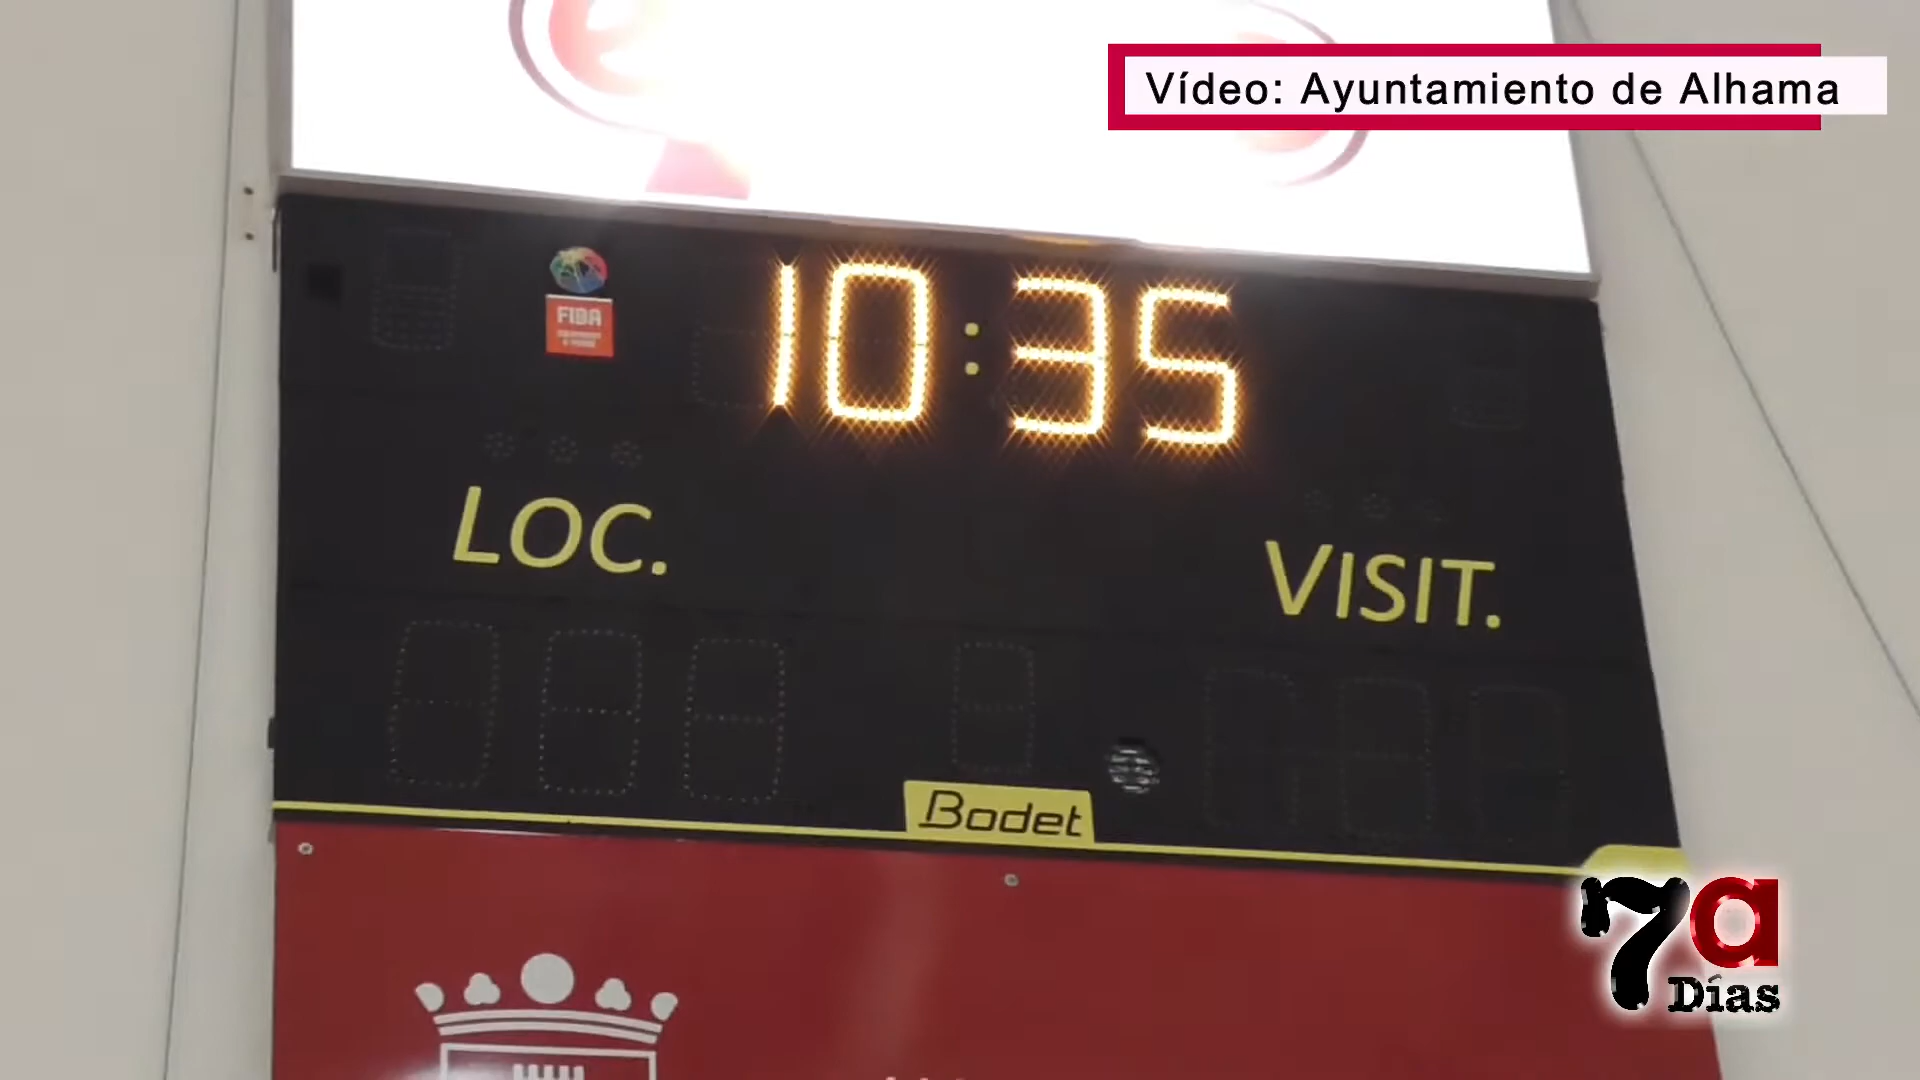 Vídeo: Ayuntamiento de Alhama
10:35
FIBA
LOC.
VISIT.
Bodet
7a
Días